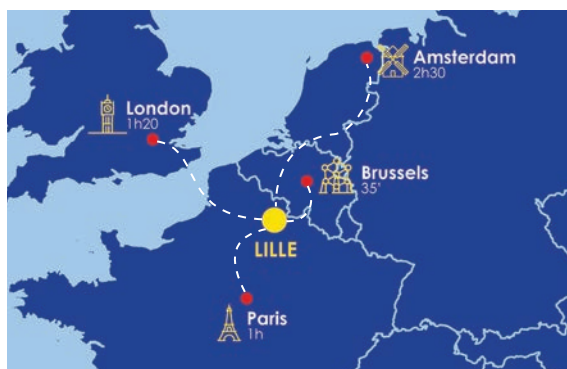 Amsterdam
2h30
London
1h20
Brussels
35'
LILLE
Paris
1h